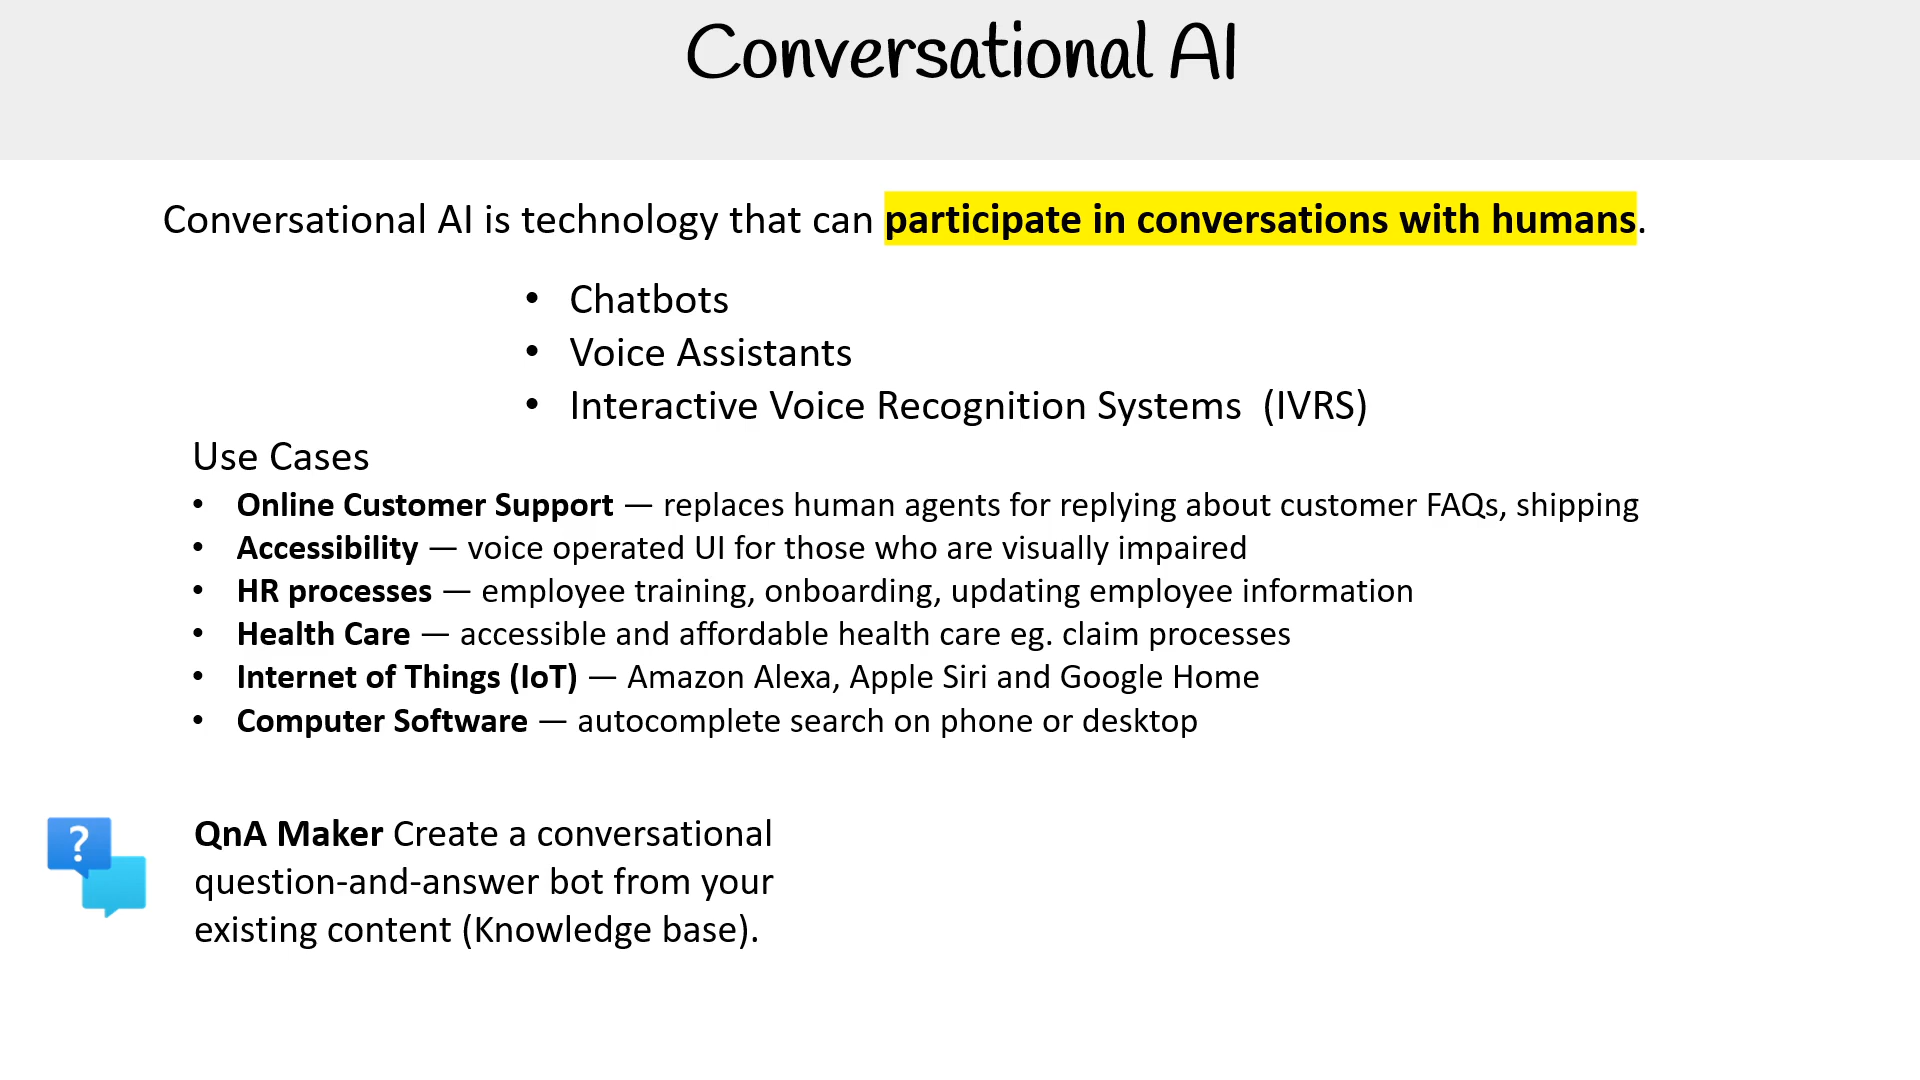 Conversational AI
Conversational AI is technology that can participate in conversations with humans.
• Chatbots
• Voice Assistants
• Interactive Voice Recognition Systems (IVRS)
Use Cases
• Online Customer Support — replaces human agents for replying about customer FAQs, shipping
• Accessibility — voice operated UI for those who are visually impaired
• HR processes — employee training, onboarding, updating employee information
• Health Care — accessible and affordable health care eg. claim processes
• Internet of Things (IoT) — Amazon Alexa, Apple Siri and Google Home
• Computer Software — autocomplete search on phone or desktop
?
QnA Maker Create a conversational
question-and-answer bot from your
existing content (Knowledge base).